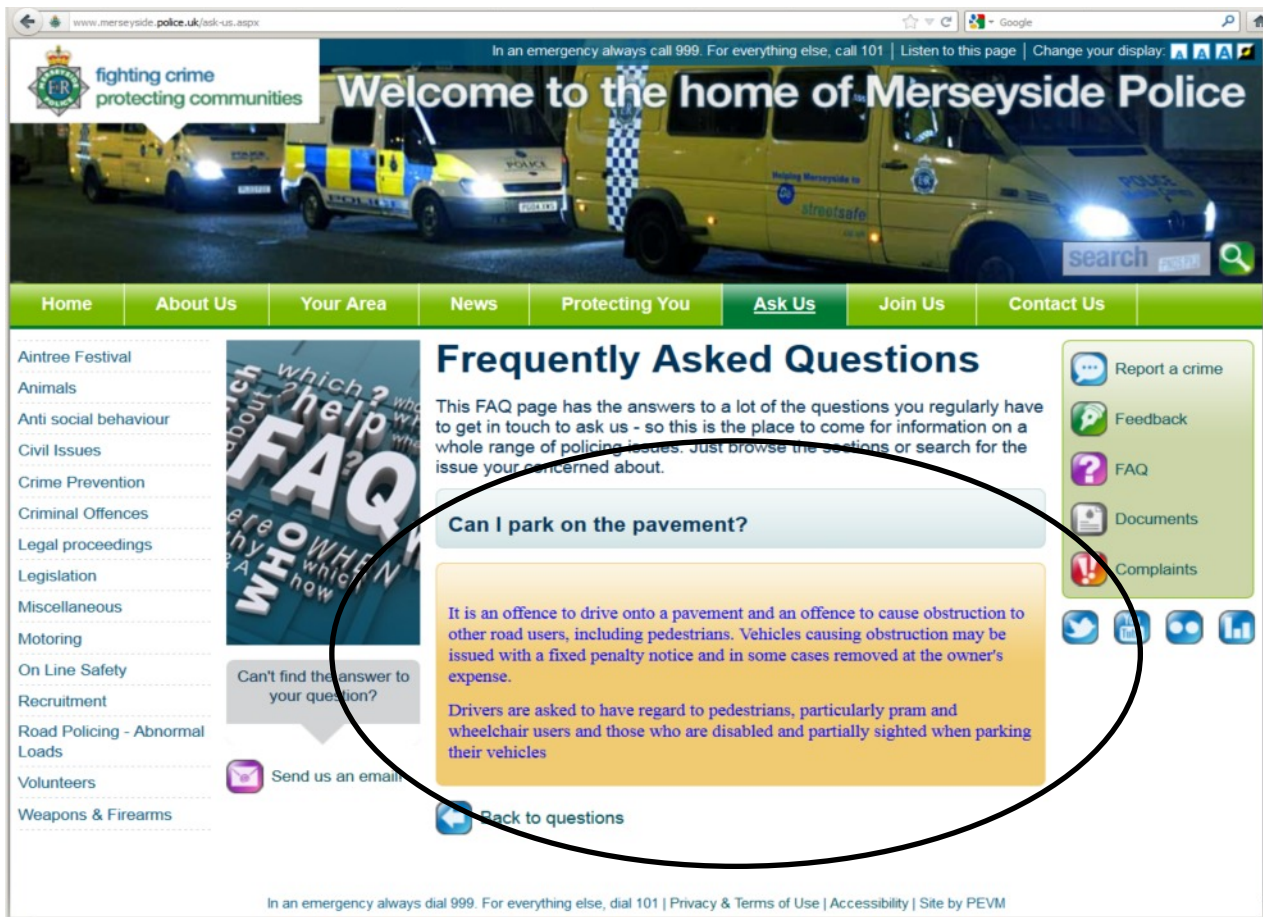 www.merseyside.police.uk/ask-us.aspx
Google
In an emergency always call 999. For everything else, call 101 | Listen to this page | Change your display: A A A
fighting crime
protecting communities
Welcome to the home of Merseyside Police
POLICE
POLICE
Helping Merseyside to
Go
streetsafe
POLICE
search
Home
About Us
Your Area
News
Protecting You
Ask Us
Join Us
Contact Us
Aintree Festival
Animals
Anti social behaviour
Civil Issues
Crime Prevention
Criminal Offences
Legal proceedings
Legislation
Miscellaneous
Motoring
On Line Safety
Recruitment
Road Policing - Abnormal
Loads
Volunteers
Weapons & Firearms
which?
?help
FAQ
WHO
WHEN
which
how
Can't find the answer to
your question?
Send us an email!
Frequently Asked Questions
This FAQ page has the answers to a lot of the questions you regularly have
to get in touch to ask us - so this is the place to come for information on a
whole range of policing issues. Just browse the sections or search for the
issue your concerned about.
Can I park on the pavement?
It is an offence to drive onto a pavement and an offence to cause obstruction to
other road users, including pedestrians. Vehicles causing obstruction may be
issued with a fixed penalty notice and in some cases removed at the owner's
expense.
Drivers are asked to have regard to pedestrians, particularly pram and
wheelchair users and those who are disabled and partially sighted when parking
their vehicles
Back to questions
Report a crime
Feedback
FAQ
Documents
Complaints
In an emergency always dial 999. For everything else, dial 101 | Privacy & Terms of Use | Accessibility | Site by PEVM